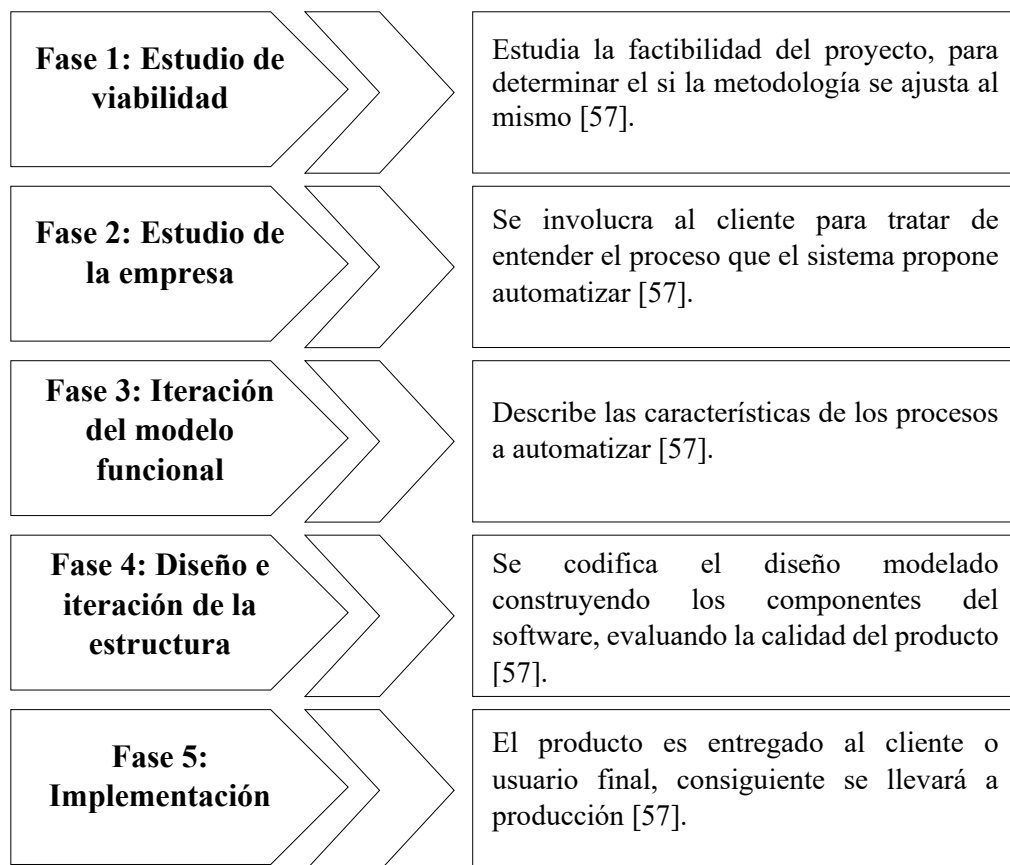 Fase 1: Estudio de
viabilidad
Estudia la factibilidad del proyecto, para
determinar el si la metodología se ajusta al
mismo [57].
Fase 2: Estudio de
la empresa
Se involucra al cliente para tratar de
entender el proceso que el sistema propone
automatizar [57].
Fase 3: Iteración
del modelo
funcional
Describe las características de los procesos
a automatizar [57].
Fase 4: Diseño e
iteración de la
estructura
Se codifica el diseño modelado
construyendo los componentes del
software, evaluando la calidad del producto
[57].
Fase 5:
Implementación
El producto es entregado al cliente o
usuario final, consiguiente se llevará a
producción [57].